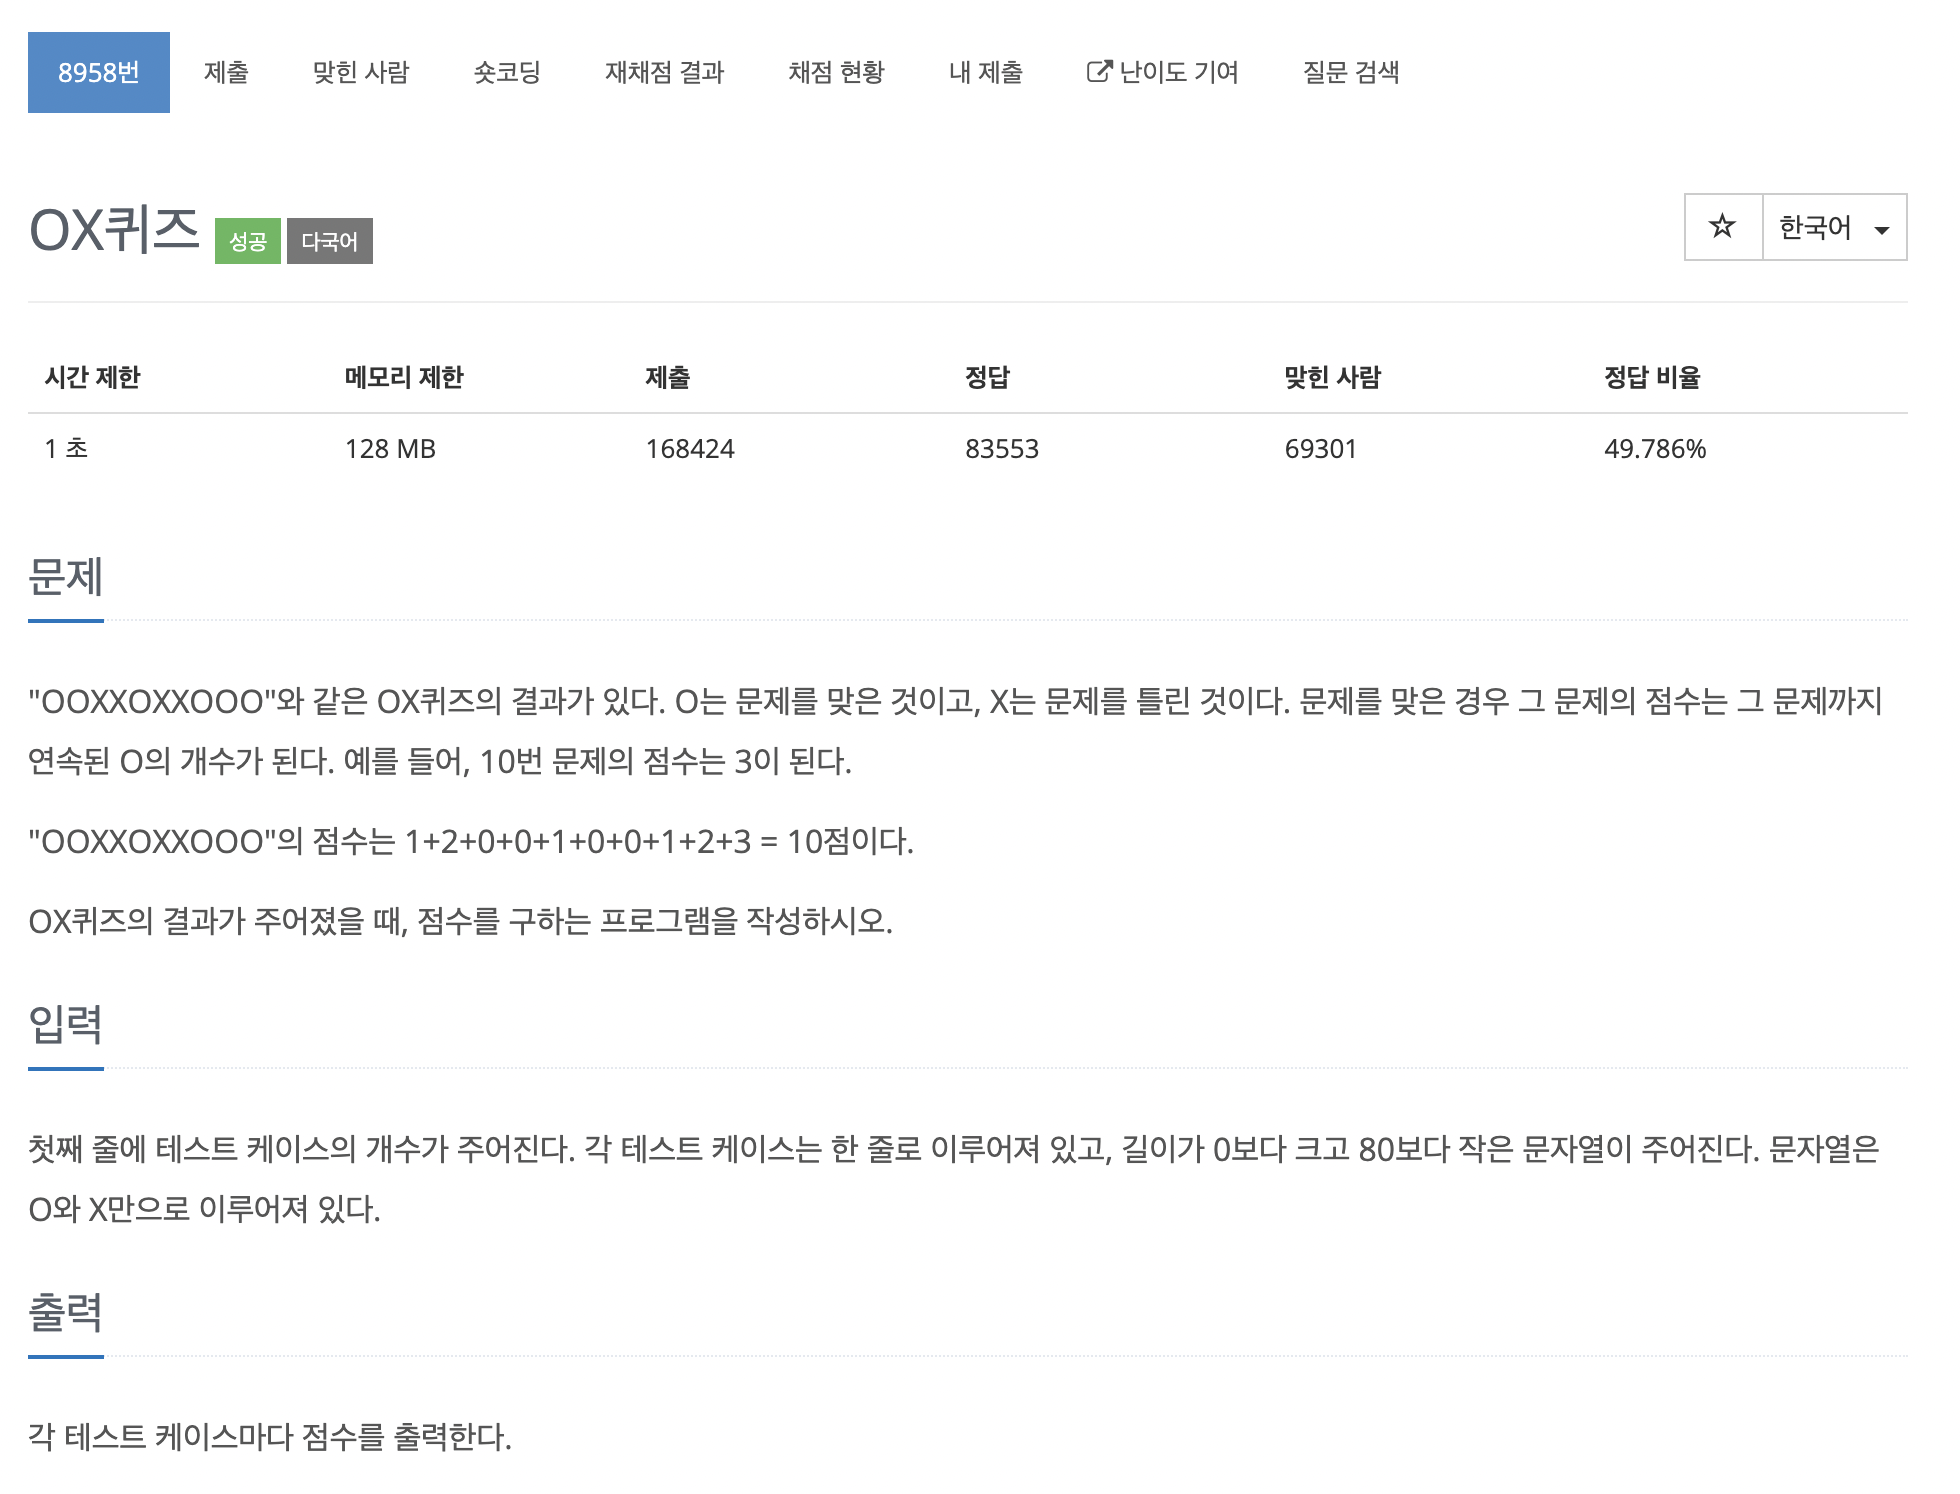 8958번 제출 맞힌 사람 숏코딩 재채점 결과 채점 현황 내 제출 난이도 기여 질문 검색
OX퀴즈 성공 다국어 한국어
시간 제한 메모리 제한 제출 정답 맞힌 사람 정답 비율
1 초 128 MB 168424 83553 69301 49.786%
문제
"OOXXOXXOOO"와 같은 OX퀴즈의 결과가 있다. O는 문제를 맞은 것이고, X는 문제를 틀린 것이다. 문제를 맞은 경우 그 문제의 점수는 그 문제까지
연속된 O의 개수가 된다. 예를 들어, 10번 문제의 점수는 3이 된다.
"OOXXOXXOOO"의 점수는 1+2+0+0+1+0+0+1+2+3 = 10점이다.
OX퀴즈의 결과가 주어졌을 때, 점수를 구하는 프로그램을 작성하시오.
입력
첫째 줄에 테스트 케이스의 개수가 주어진다. 각 테스트 케이스는 한 줄로 이루어져 있고, 길이가 0보다 크고 80보다 작은 문자열이 주어진다. 문자열은
O와 X만으로 이루어져 있다.
출력
각 테스트 케이스마다 점수를 출력한다.